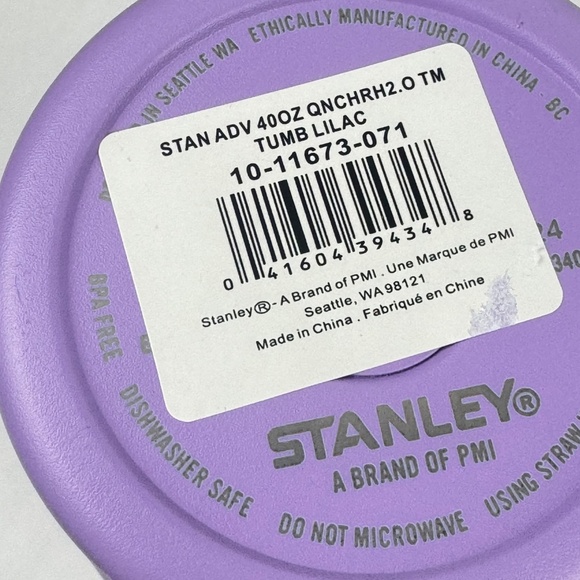 IN SEATTLE WA ETHICALLY MANUFACTURED IN CHINA · BC
STAN ADV 40OZ QNCHRH2.O TM
TUMB LILAC
10-11673-071
0 41604 39434 8
Stanley®- A Brand of PMI . Une Marque de PMI
Seattle, WA 98121
Made in China . Fabriqué en Chine
BPA FREE
DISHWASHER SAFE
DO NOT MICROWAVE
USING STRAW
STANLEY®
A BRAND OF PMI